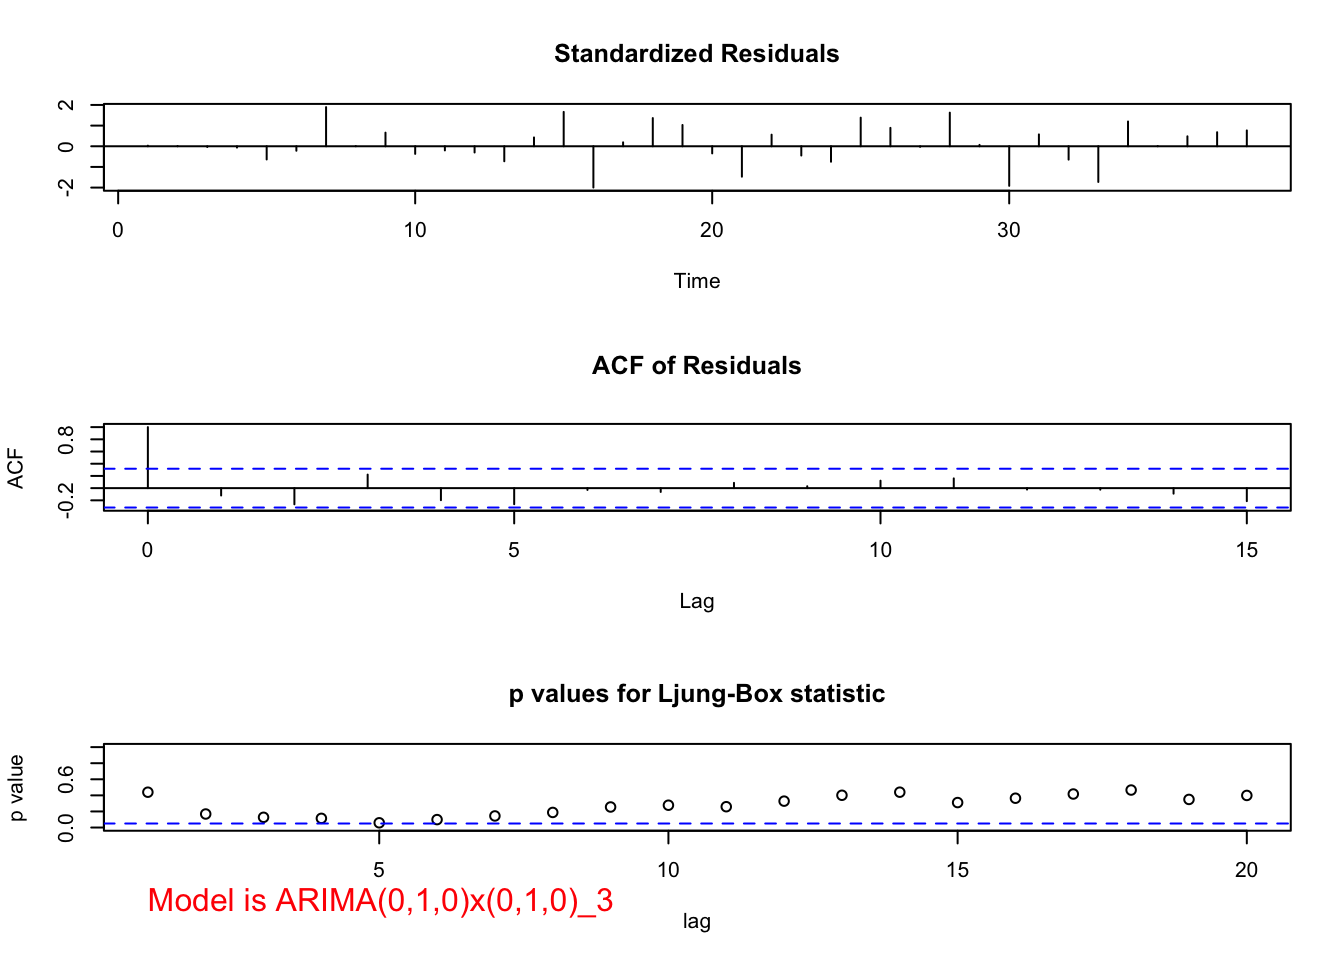 Standardized Residuals
2
0
-2
0 10 20 30
Time
ACF of Residuals
ACF
0.8
-0.2
0 5 10 15
Lag
p values for Ljung-Box statistic
p value
0.6
0.0
5 10 15 20
Model is ARIMA(0,1,0)x(0,1,0)_3
lag